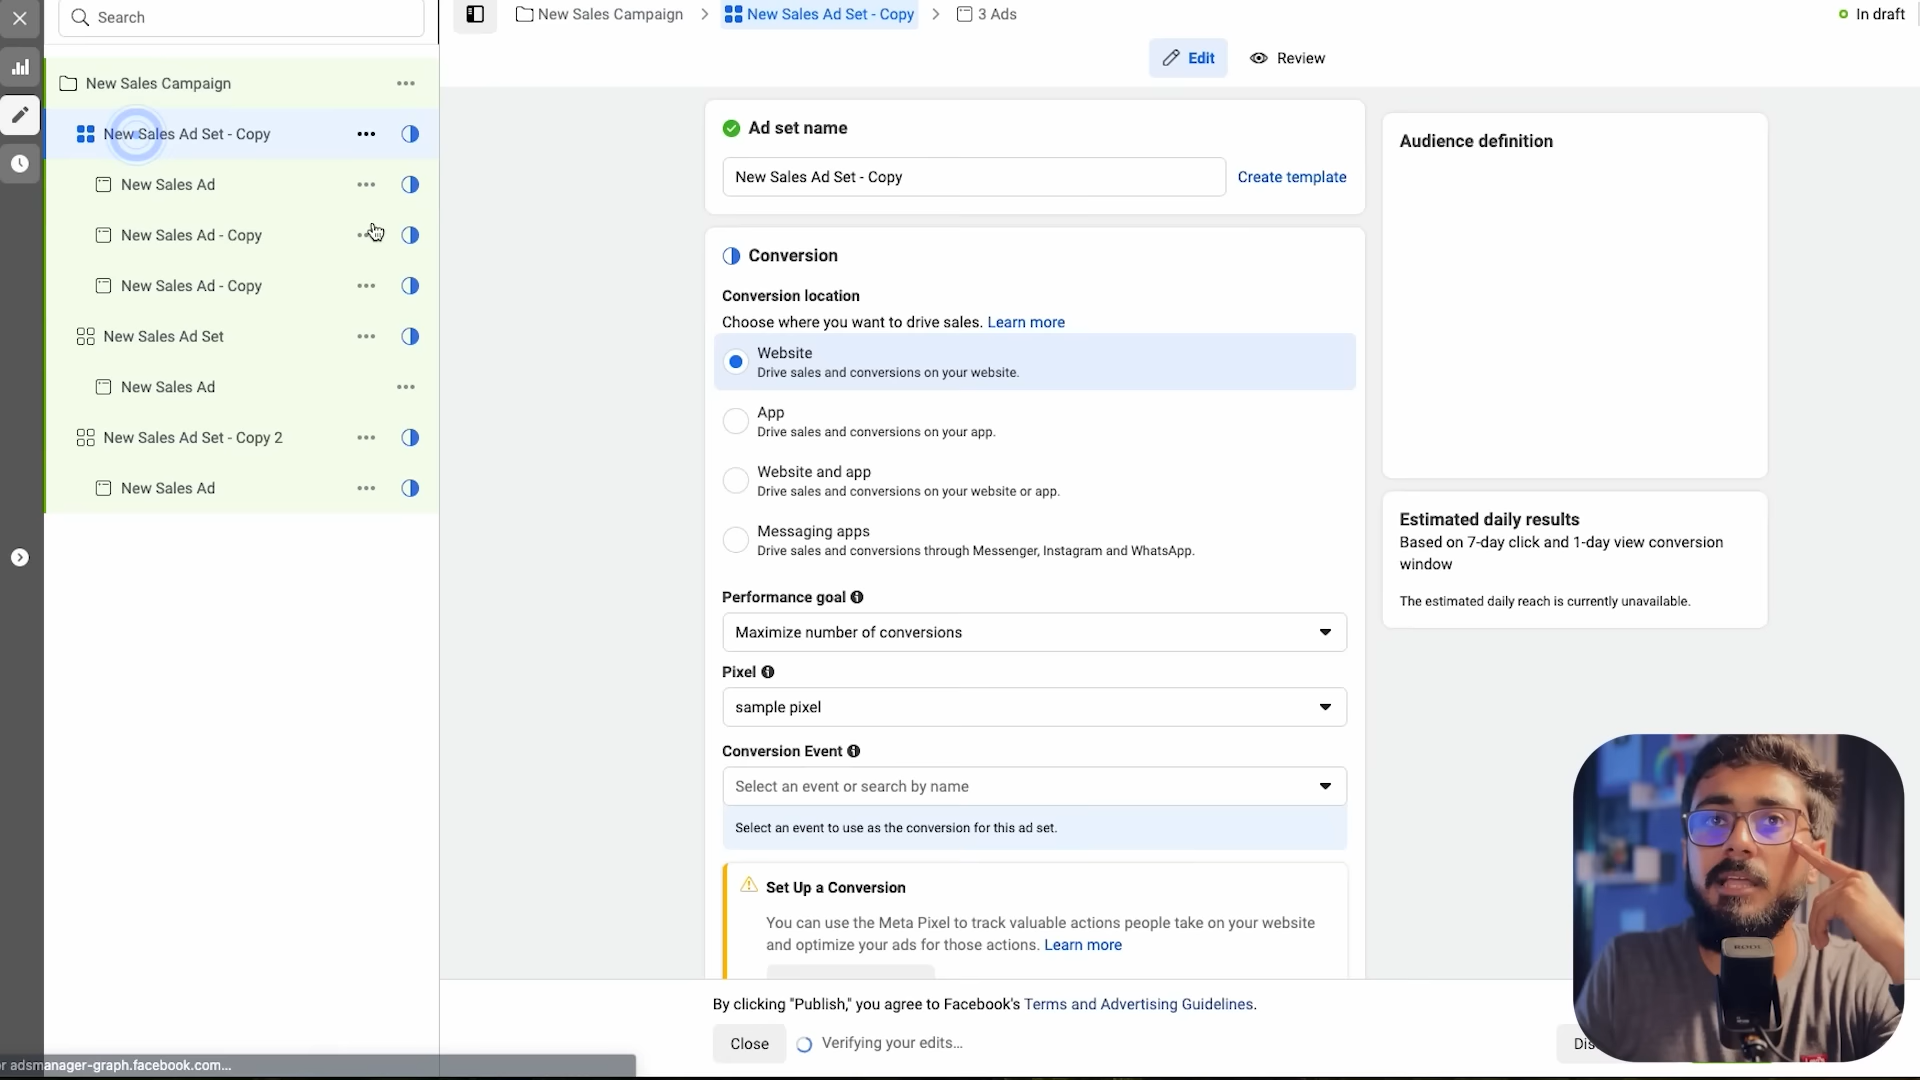 Search
New Sales Campaign
New Sales Ad Set - Copy
New Sales Ad
New Sales Ad - Copy
New Sales Ad - Copy
New Sales Ad Set
New Sales Ad
New Sales Ad Set - Copy 2
New Sales Ad
New Sales Campaign
New Sales Ad Set - Copy
3 Ads
In draft
Edit
Review
Ad set name
New Sales Ad Set - Copy
Create template
Conversion
Conversion location
Choose where you want to drive sales. Learn more
Website
Drive sales and conversions on your website.
App
Drive sales and conversions on your app.
Website and app
Drive sales and conversions on your website or app.
Messaging apps
Drive sales and conversions through Messenger, Instagram and WhatsApp.
Performance goal
Maximize number of conversions
Pixel
sample pixel
Conversion Event
Select an event or search by name
Select an event to use as the conversion for this ad set.
Set Up a Conversion
You can use the Meta Pixel to track valuable actions people take on your website
and optimize your ads for those actions. Learn more
By clicking "Publish," you agree to Facebook's Terms and Advertising Guidelines.
Close
Verifying your edits...
Audience definition
Estimated daily results
Based on 7-day click and 1-day view conversion
window
The estimated daily reach is currently unavailable.
RODE
adsmanager-graph.facebook.com...